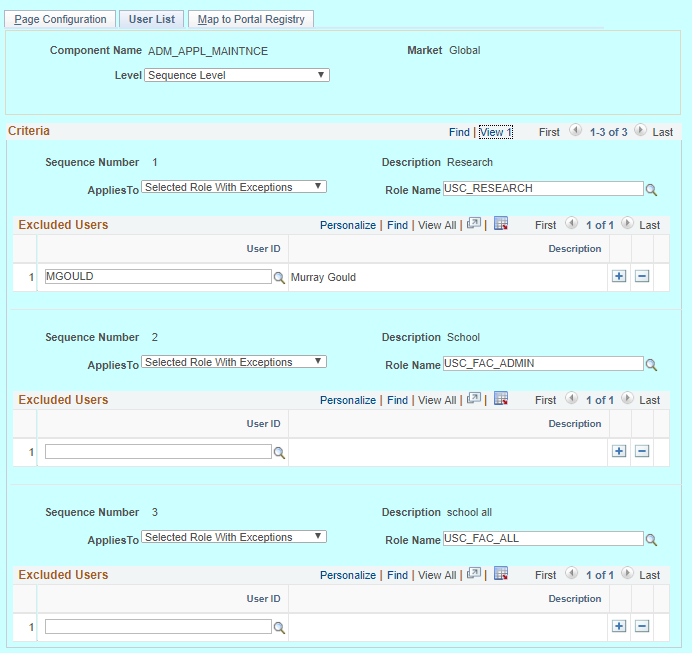 Page Configuration User List Map to Portal Registry
Component Name ADM_APPL_MAINTNCE Market Global
Level Sequence Level
Criteria Find | View 1 First 1-3 of 3 Last
Sequence Number 1 Description Research
AppliesTo Selected Role With Exceptions Role Name USC_RESEARCH
Excluded Users Personalize | Find | View All | | First 1 of 1 Last
User ID Description
1 MGOULD Murray Gould
Sequence Number 2 Description School
AppliesTo Selected Role With Exceptions Role Name USC_FAC_ADMIN
Excluded Users Personalize | Find | View All | | First 1 of 1 Last
User ID Description
1
Sequence Number 3 Description school all
AppliesTo Selected Role With Exceptions Role Name USC_FAC_ALL
Excluded Users Personalize | Find | View All | | First 1 of 1 Last
User ID Description
1